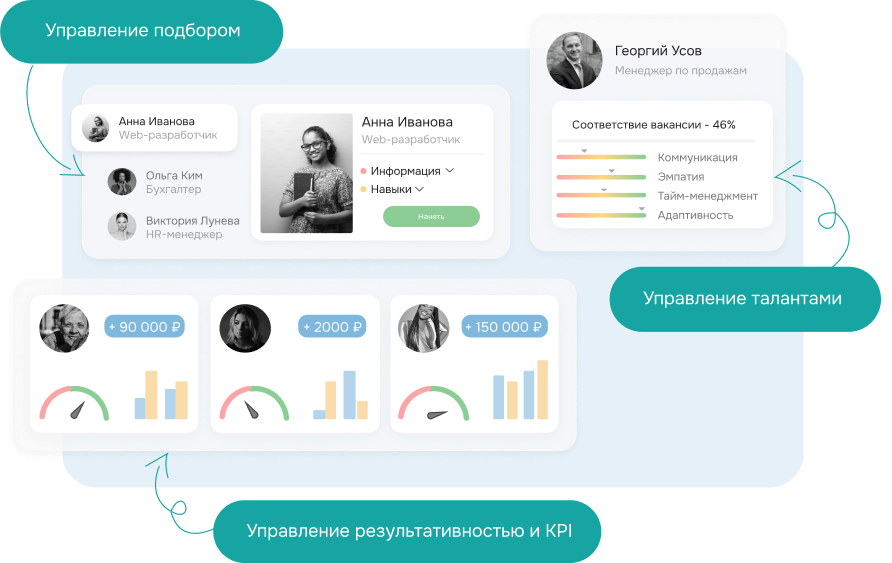 Управление подбором
Анна Иванова
Web-разработчик
Ольга Ким
Бухгалтер
Виктория Лунева
HR-менеджер
Анна Иванова
Web-разработчик
Информация
Навыки
Нанять
Георгий Усов
Менеджер по продажам
Соответствие вакансии - 46%
Коммуникация
Эмпатия
Тайм-менеджмент
Адаптивность
Управление талантами
+ 90 000 ₽
+ 2000 ₽
+ 150 000 ₽
Управление результативностью и KPI